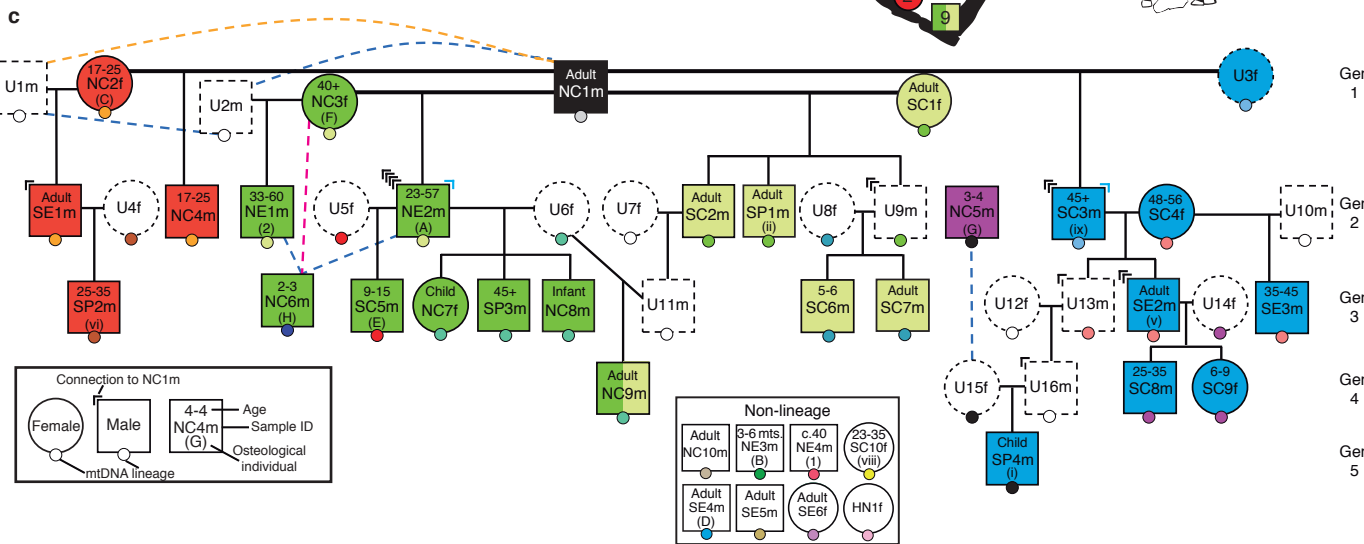 c
9
U1m
17-25
NC2f
(C)
U2m
40+
NC3f
(F)
Adult
NC1m
Adult
SC1f
U3f
1
Adult
SE1m
U4f
17-25
NC4m
33-60
NE1m
(2)
U5f
23-57
NE2m
(A)
U6f
U7f
Adult
SC2m
Adult
SP1m
(ii)
U8f
U9m
3-4
NC5m
(G)
45+
SC3m
(ix)
48-56
SC4f
U10m
2
25-35
SP2m
(vi)
2-3
NC6m
(H)
9-15
SC5m
(E)
Child
NC7f
45+
SP3m
Infant
NC8m
U11m
5-6
SC6m
Adult
SC7m
U12f
U13m
Adult
SE2m
(v)
U14f
35-45
SE3m
3
Adult
NC9m
U15f
U16m
25-35
SC8m
6-9
SC9f
4
Child
SP4m
(i)
5
Connection to NC1m
Female
Male
4-4
NC4m
(G)
Age
Sample ID
Osteological
individual
mtDNA lineage
Non-lineage
Adult
NC10m
3-6 mts.
NE3m
(B)
c.40
NE4m
(1)
23-35
SC10f
(viii)
Adult
SE4m
(D)
Adult
SE5m
Adult
SE6f
HN1f